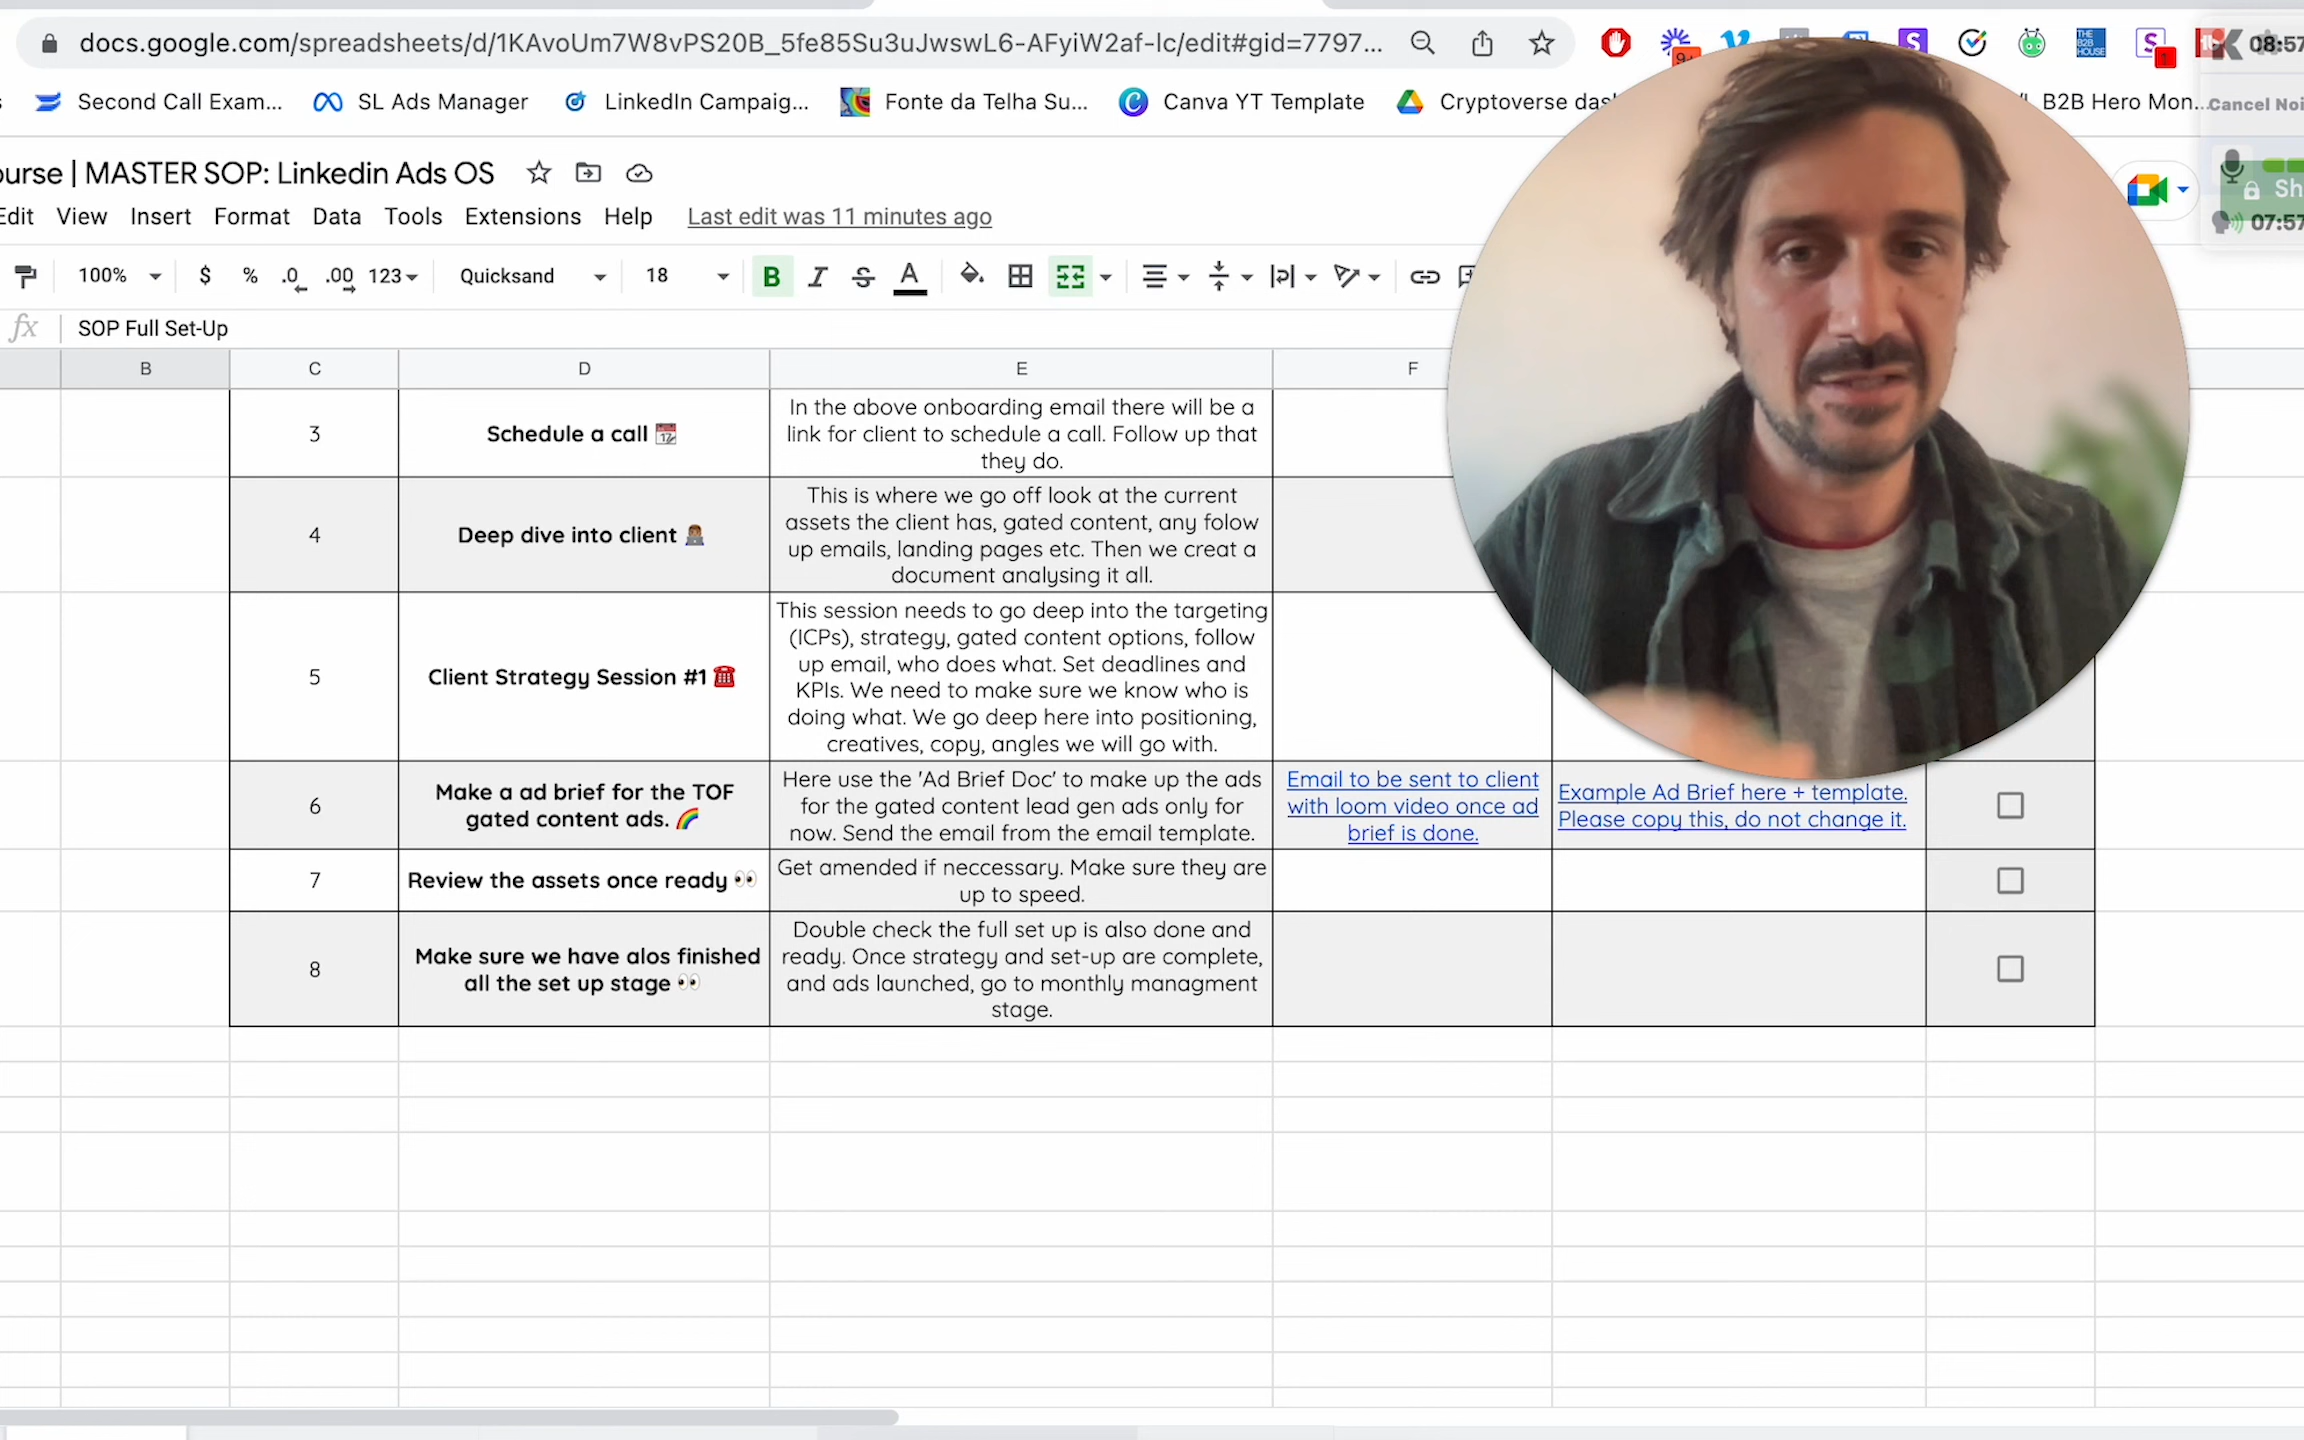 docs.google.com/spreadsheets/d/1KAvoUm7W8vPS20B_5fe85Su3uJwswL6-AFyiW2af-lc/edit#gid=7797...
08:57
Second Call Exam...
SL Ads Manager
LinkedIn Campaig...
Fonte da Telha Su...
Canva YT Template
Cryptoverse das
B2B Hero Mon...
Cancel Noi
ourse | MASTER SOP: Linkedin Ads OS
Edit View Insert Format Data Tools Extensions Help Last edit was 11 minutes ago
Sh
07:57
100% $ % .0 .00 123 Quicksand 18 B I S A
fx SOP Full Set-Up
B C D E F
3
Schedule a call
In the above onboarding email there will be a
link for client to schedule a call. Follow up that
they do.
4
Deep dive into client
This is where we go off look at the current
assets the client has, gated content, any folow
up emails, landing pages etc. Then we creat a
document analysing it all.
5
Client Strategy Session #1
This session needs to go deep into the targeting
(ICPs), strategy, gated content options, follow
up email, who does what. Set deadlines and
KPIs. We need to make sure we know who is
doing what. We go deep here into positioning,
creatives, copy, angles we will go with.
6
Make a ad brief for the TOF
gated content ads.
Here use the 'Ad Brief Doc' to make up the ads
for the gated content lead gen ads only for
now. Send the email from the email template.
Email to be sent to client
with loom video once ad
brief is done.
Example Ad Brief here + template.
Please copy this, do not change it.
7
Review the assets once ready
Get amended if neccessary. Make sure they are
up to speed.
8
Make sure we have alos finished
all the set up stage
Double check the full set up is also done and
ready. Once strategy and set-up are complete,
and ads launched, go to monthly managment
stage.